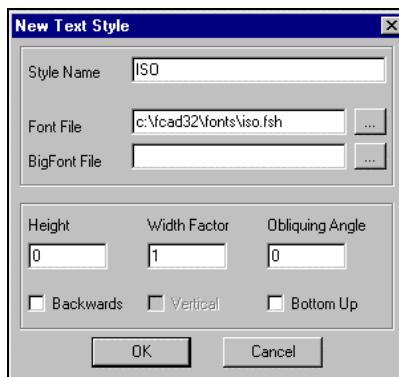 New Text Style
Style Name ISO
Font File c:\fcad32\fonts\iso.fsh ...
BigFont File ...
Height Width Factor Obliquing Angle
0 1 0
Backwards Vertical Bottom Up
OK Cancel